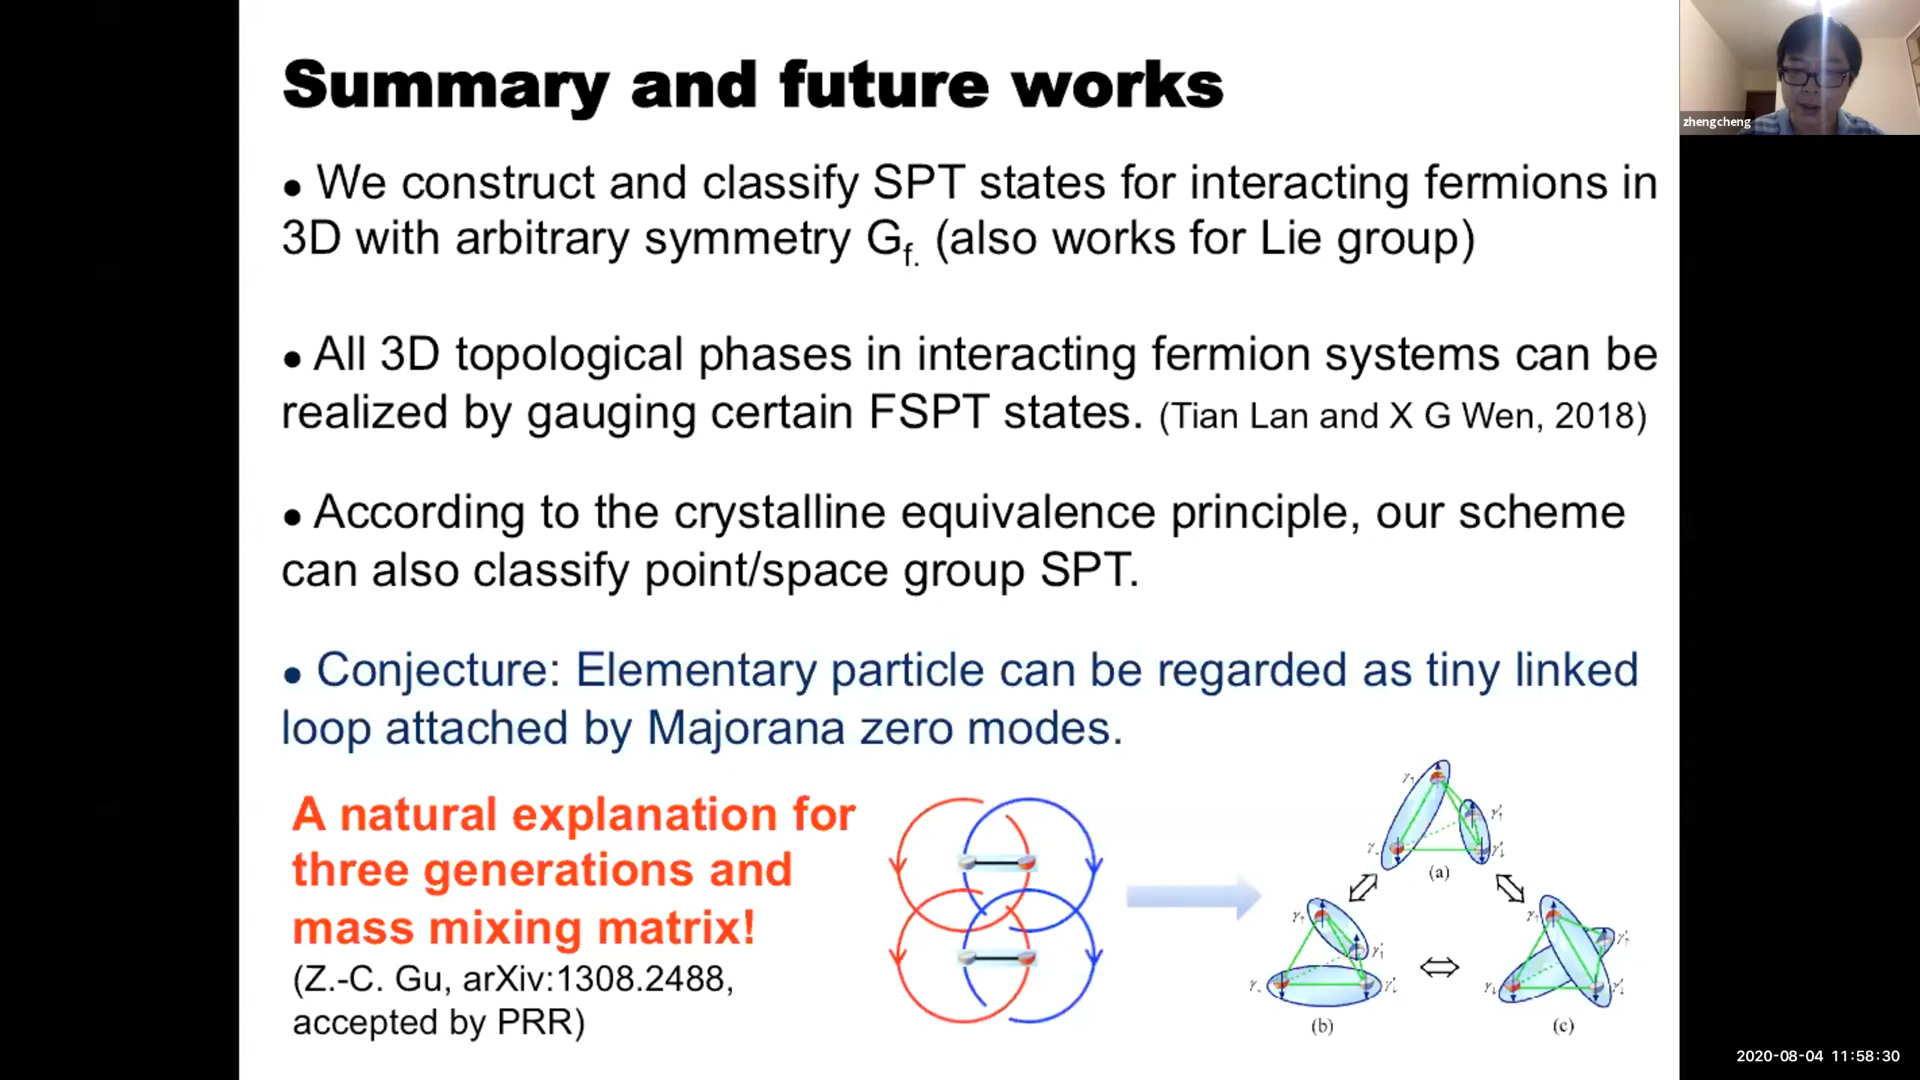 Summary and future works
zhengcheng
● We construct and classify SPT states for interacting fermions in
3D with arbitrary symmetry Gf. (also works for Lie group)
● All 3D topological phases in interacting fermion systems can be
realized by gauging certain FSPT states. (Tian Lan and X G Wen, 2018)
● According to the crystalline equivalence principle, our scheme
can also classify point/space group SPT.
● Conjecture: Elementary particle can be regarded as tiny linked
loop attached by Majorana zero modes.
A natural explanation for
three generations and
mass mixing matrix!
(Z.-C. Gu, arXiv:1308.2488,
accepted by PRR)
(a)
(b)
(c)
2020-08-04 11:58:30